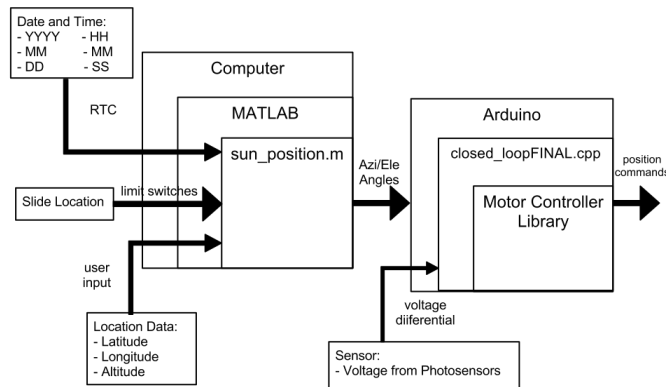 Date and Time:
- YYYY - HH
- MM - MM
- DD - SS
RTC
Computer
MATLAB
sun_position.m
Slide Location
limit switches
user
input
Location Data:
- Latitude
- Longitude
- Altitude
Azi/Ele
Angles
Arduino
closed_loopFINAL.cpp
Motor Controller
Library
position
commands
voltage
diifferential
Sensor:
- Voltage from Photosensors